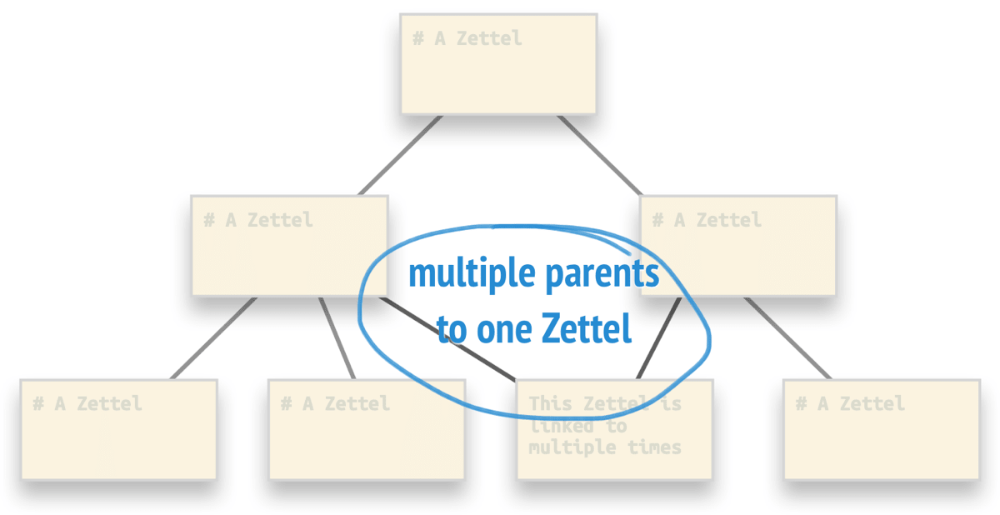 # A Zettel
# A Zettel
# A Zettel
multiple parents
to one Zettel
# A Zettel
# A Zettel
This Zettel is
linked to
multiple times
# A Zettel